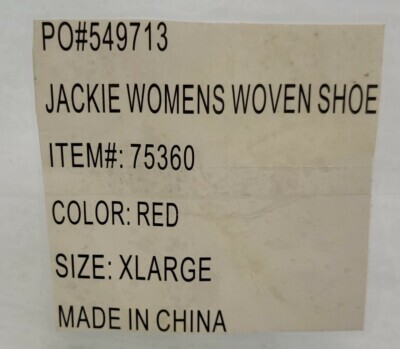 PO#549713
JACKIE WOMENS WOVEN SHOE
ITEM#: 75360
COLOR: RED
SIZE: XLARGE
MADE IN CHINA